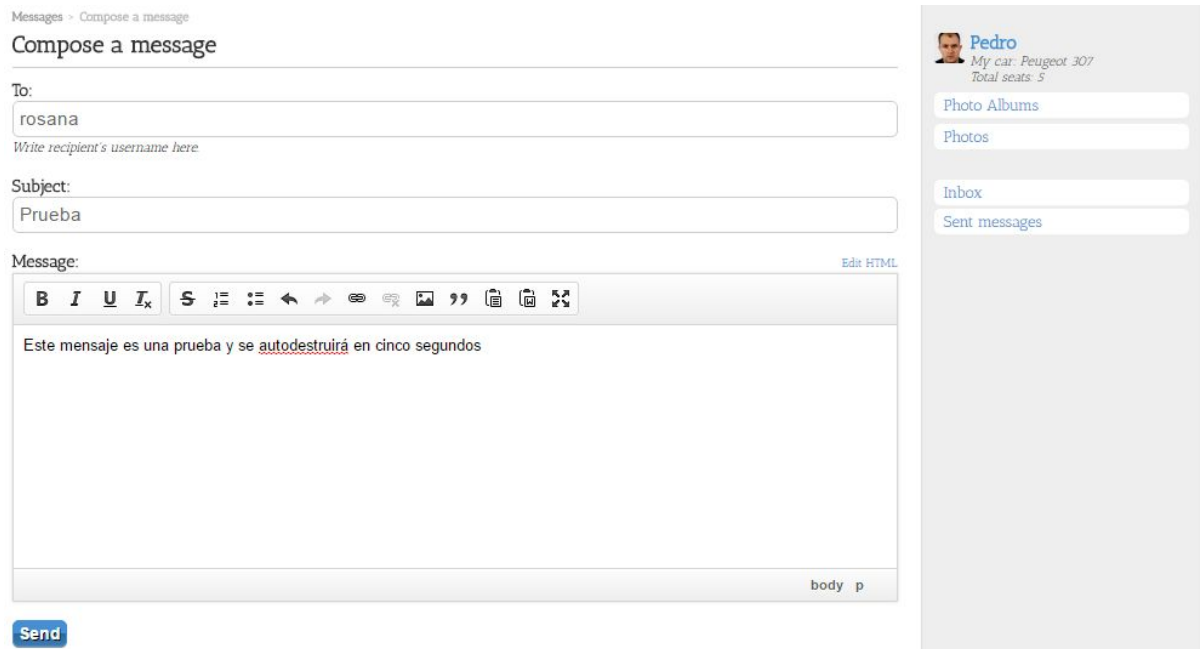 Messages > Compose a message
Compose a message
To:
rosana
Write recipient's username here.
Subject:
Prueba
Message:
Edit HTML
B I U Ix S
Este mensaje es una prueba y se autodestruirá en cinco segundos
body p
Send
Pedro
My car: Peugeot 307
Total seats: 5
Photo Albums
Photos
Inbox
Sent messages